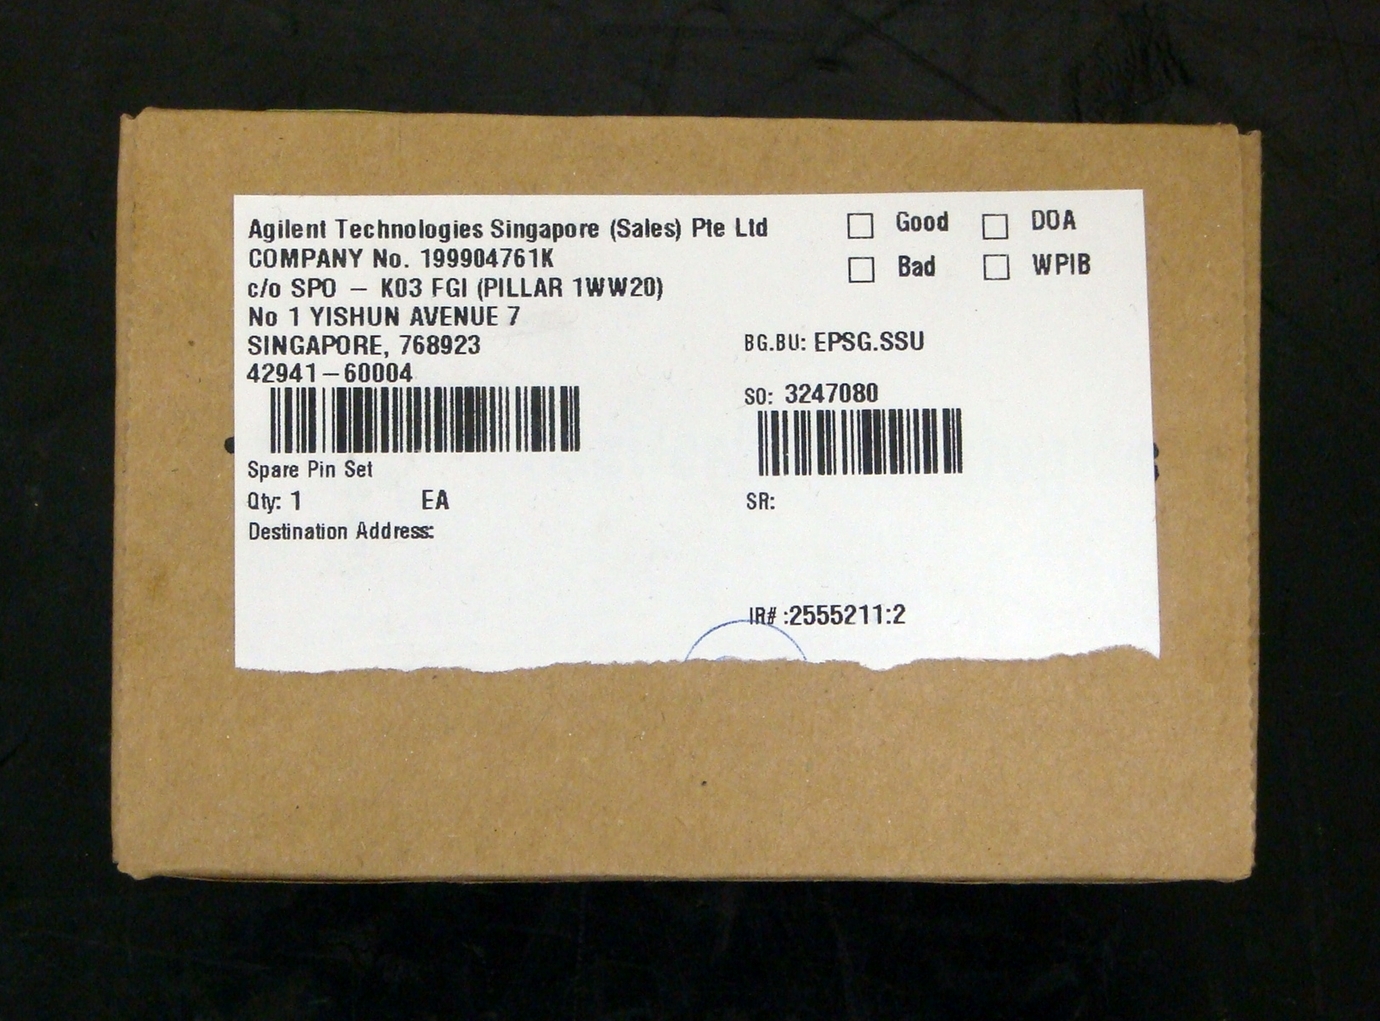 Agilent Technologies Singapore (Sales) Pte Ltd
COMPANY No. 199904761K
c/o SPO – K03 FGI (PILLAR 1WW20)
No 1 YISHUN AVENUE 7
SINGAPORE, 768923
42941–60004
Spare Pin Set
Qty: 1 EA
Destination Address:
Good DOA
Bad WPIB
BG.BU: EPSG.SSU
SO: 3247080
SR:
IR# :2555211:2